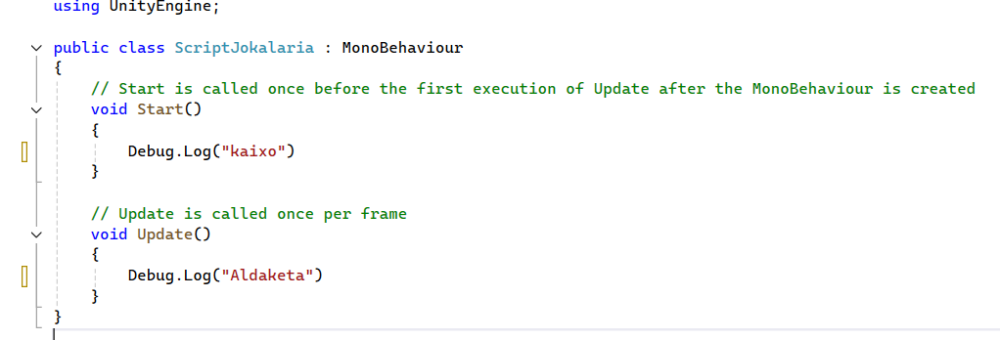 using UnityEngine;
public class ScriptJokalaria : MonoBehaviour
{
// Start is called once before the first execution of Update after the MonoBehaviour is created
void Start()
{
Debug.Log("kaixo")
}
// Update is called once per frame
void Update()
{
Debug.Log("Aldaketa")
}
}